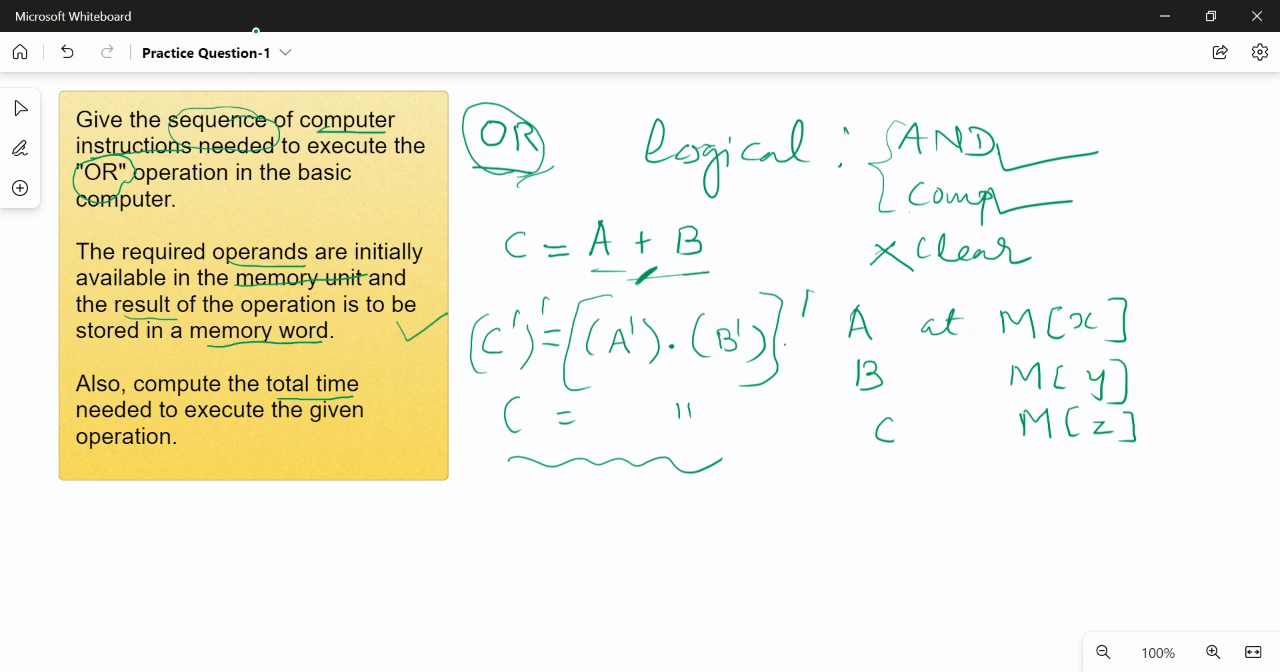 Microsoft Whiteboard
Practice Question-1
Give the sequence of computer
instructions needed to execute the
"OR" operation in the basic
computer.
The required operands are initially
available in the memory unit and
the result of the operation is to be
stored in a memory word.
Also, compute the total time
needed to execute the given
operation.
OR
Logical : { AND
Comp
× Clear
C = A + B
(C')' = [(A') . (B')]'
C = "
A at M[x]
B M[y]
C M[z]
100%